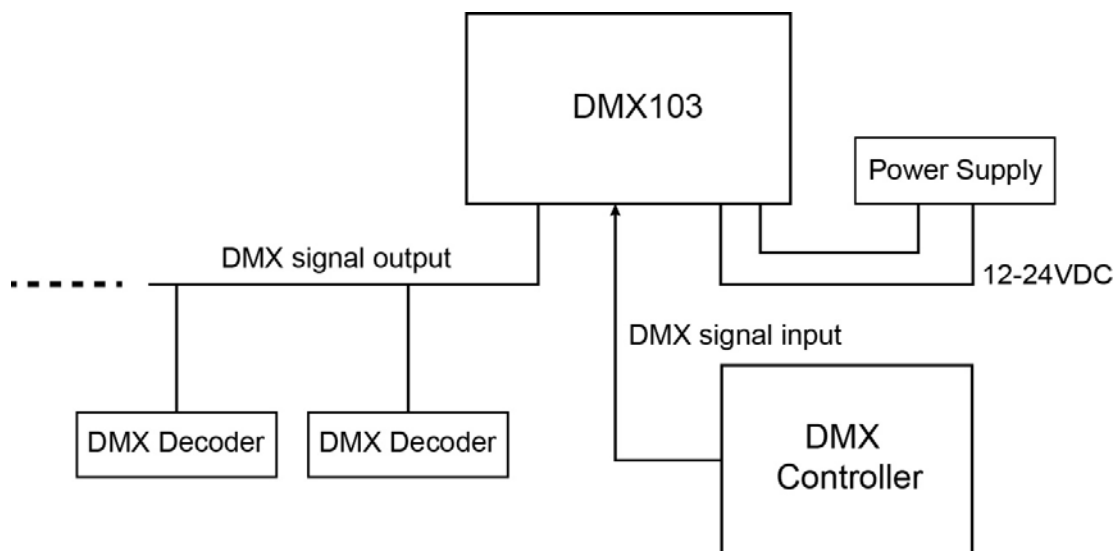 DMX103
Power Supply
DMX signal output
12-24VDC
DMX signal input
DMX Decoder
DMX Decoder
DMX
Controller